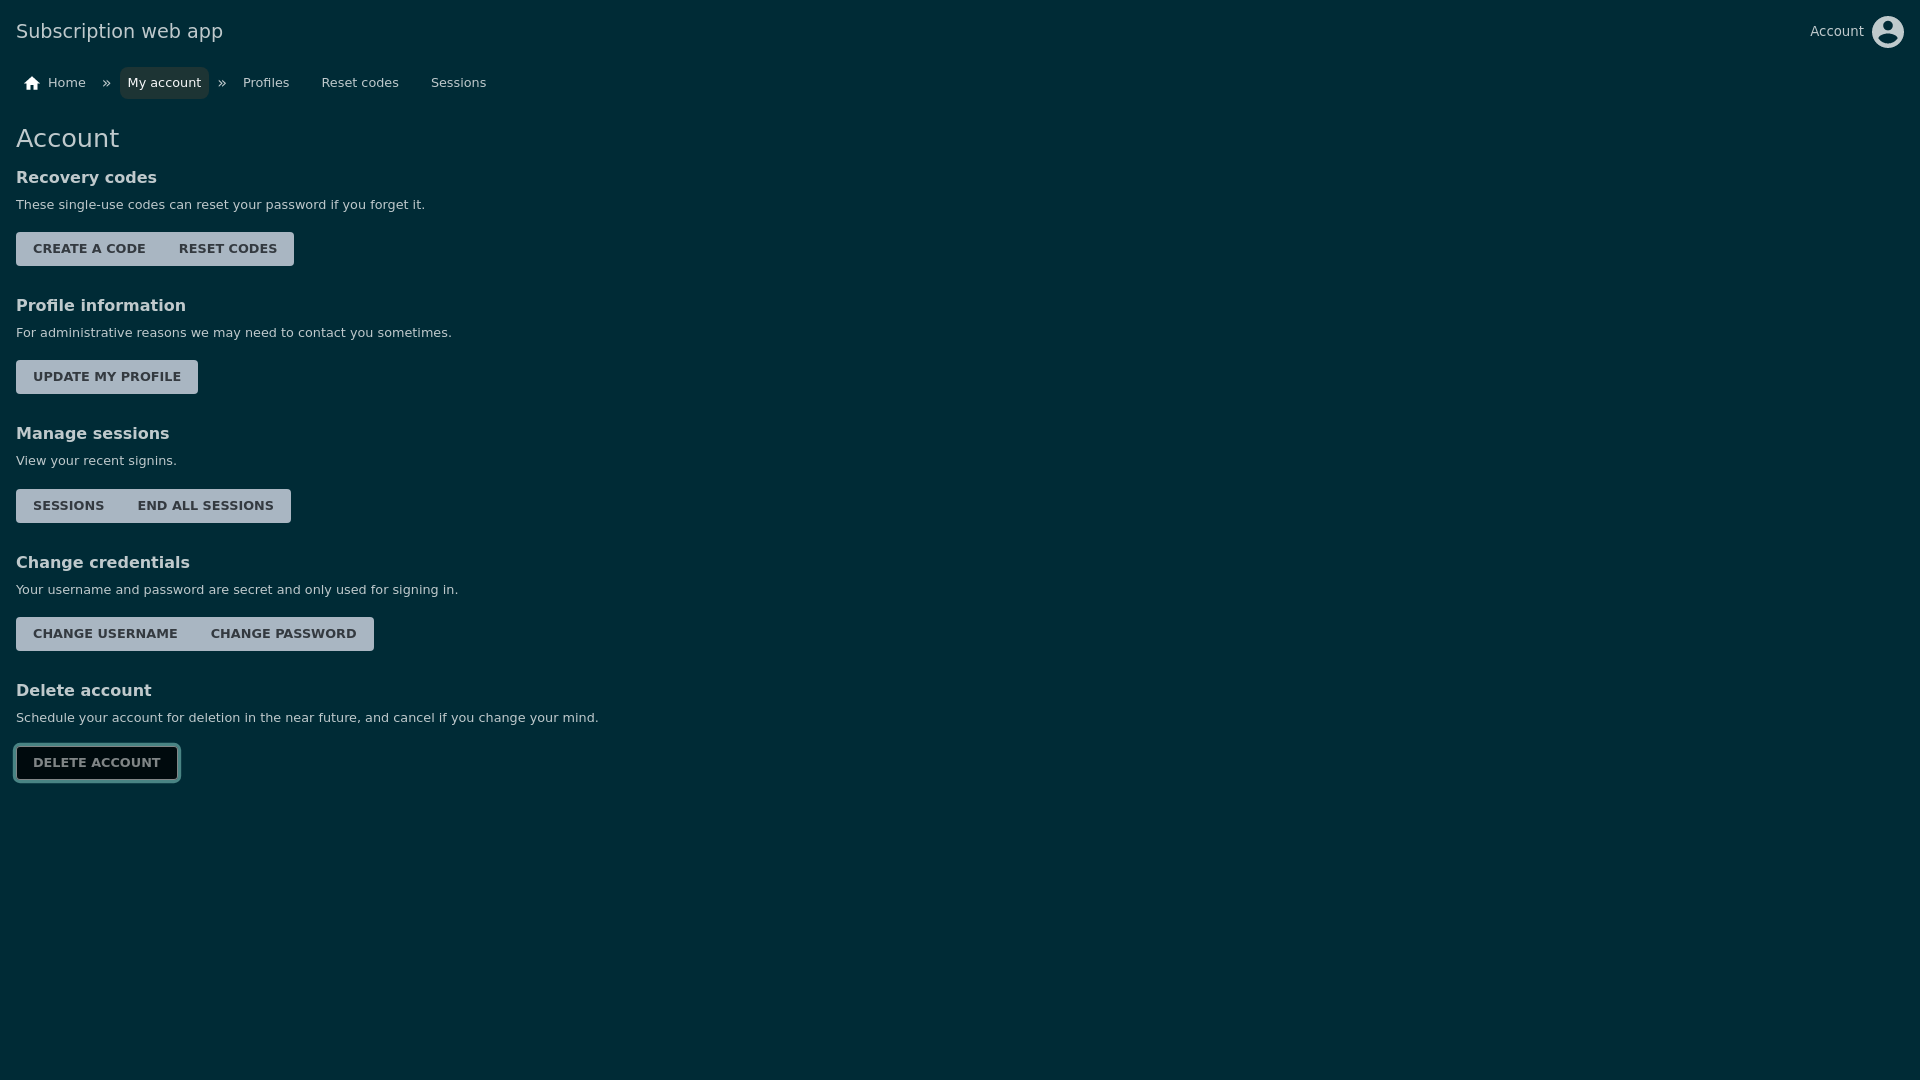 Subscription web app
Account
Home » My account » Profiles Reset codes Sessions
Account
Recovery codes
These single-use codes can reset your password if you forget it.
CREATE A CODE RESET CODES
Profile information
For administrative reasons we may need to contact you sometimes.
UPDATE MY PROFILE
Manage sessions
View your recent signins.
SESSIONS END ALL SESSIONS
Change credentials
Your username and password are secret and only used for signing in.
CHANGE USERNAME CHANGE PASSWORD
Delete account
Schedule your account for deletion in the near future, and cancel if you change your mind.
DELETE ACCOUNT